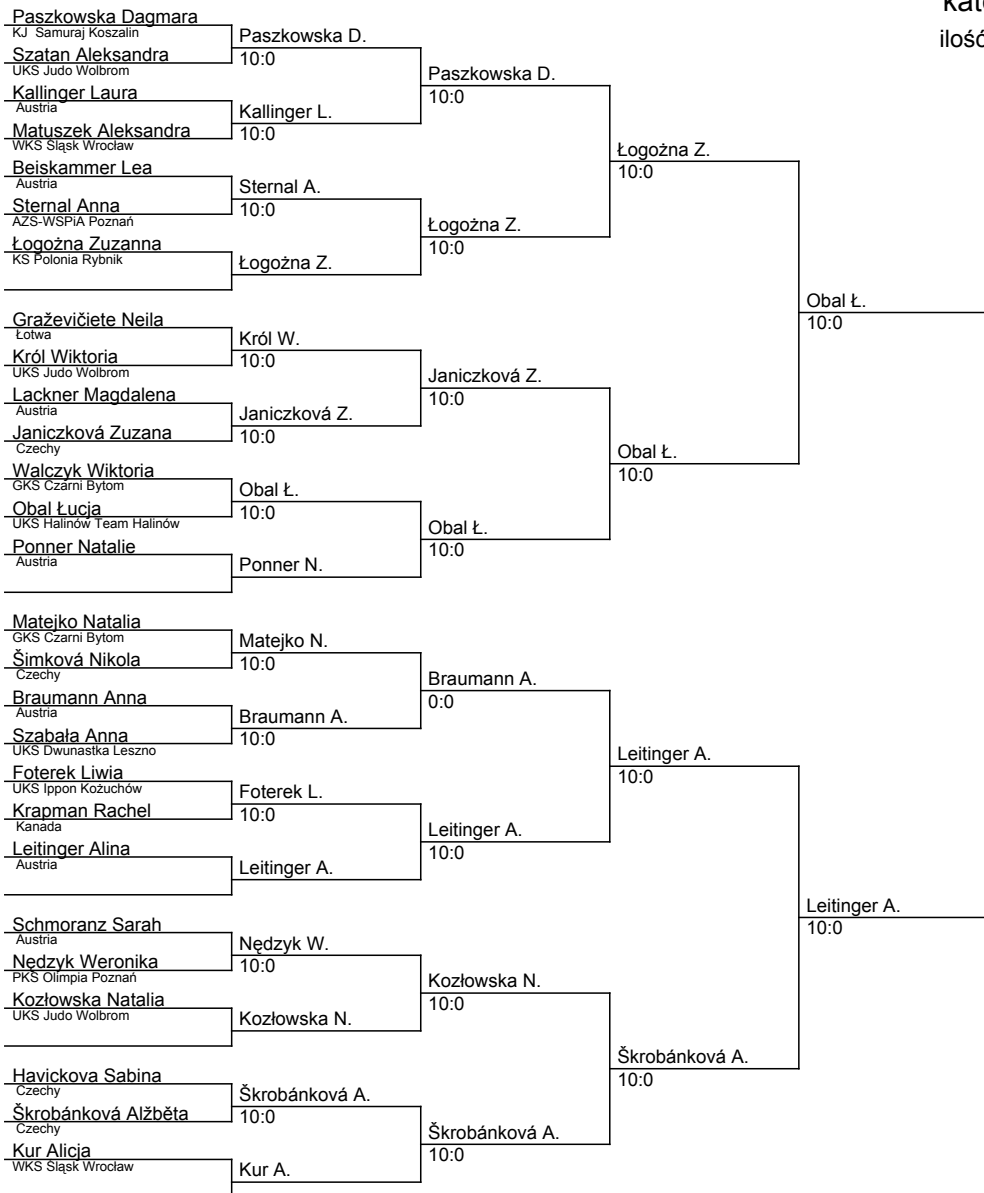 Paszkowska Dagmara
KJ Samuraj Koszalin
Szatan Aleksandra
UKS Judo Wolbrom
Kallinger Laura
Austria
Matuszek Aleksandra
WKS Śląsk Wrocław
Beiskammer Lea
Austria
Sternal Anna
AZS-WSPiA Poznań
Łogożna Zuzanna
KS Polonia Rybnik
Graževičiete Neila
Łotwa
Król Wiktoria
UKS Judo Wolbrom
Lackner Magdalena
Austria
Janiczková Zuzana
Czechy
Walczyk Wiktoria
GKS Czarni Bytom
Obal Łucja
UKS Halinów Team Halinów
Ponner Natalie
Austria
Matejko Natalia
GKS Czarni Bytom
Šimková Nikola
Czechy
Braumann Anna
Austria
Szabała Anna
UKS Dwunastka Leszno
Foterek Liwia
UKS Ippon Kożuchów
Krapman Rachel
Kanada
Leitinger Alina
Austria
Schmoranz Sarah
Austria
Nędzyk Weronika
PKS Olimpia Poznań
Kozłowska Natalia
UKS Judo Wolbrom
Havickova Sabina
Czechy
Škrobánková Alžběta
Czechy
Kur Alicja
WKS Śląsk Wrocław
Paszkowska D.
10:0
Kallinger L.
10:0
Sternal A.
10:0
Łogożna Z.
Król W.
10:0
Janiczková Z.
10:0
Obal Ł.
10:0
Ponner N.
Matejko N.
10:0
Braumann A.
10:0
Foterek L.
10:0
Leitinger A.
Nędzyk W.
10:0
Kozłowska N.
Škrobánková A.
10:0
Kur A.
Paszkowska D.
10:0
Łogożna Z.
10:0
Janiczková Z.
10:0
Obal Ł.
10:0
Braumann A.
0:0
Leitinger A.
10:0
Kozłowska N.
10:0
Škrobánková A.
10:0
Łogożna Z.
10:0
Obal Ł.
10:0
Leitinger A.
10:0
Škrobánková A.
10:0
Obal Ł.
10:0
Leitinger A.
10:0